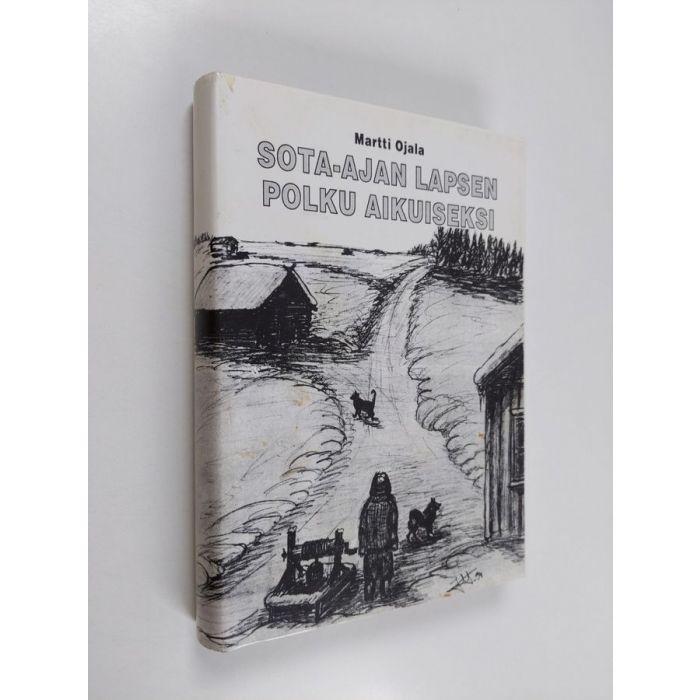 Martti Ojala
SOTA-AJAN LAPSEN
POLKU AIKUISEKSI